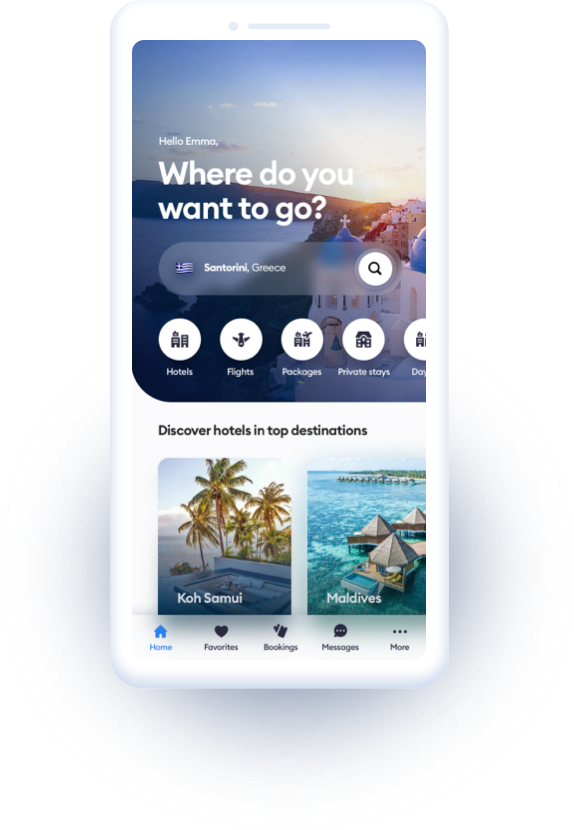 Hello Emma,
Where do you
want to go?
Santorini, Greece
Hotels
Flights
Packages
Private stays
Day
Discover hotels in top destinations
Koh Samui
Maldives
Home
Favorites
Bookings
Messages
More